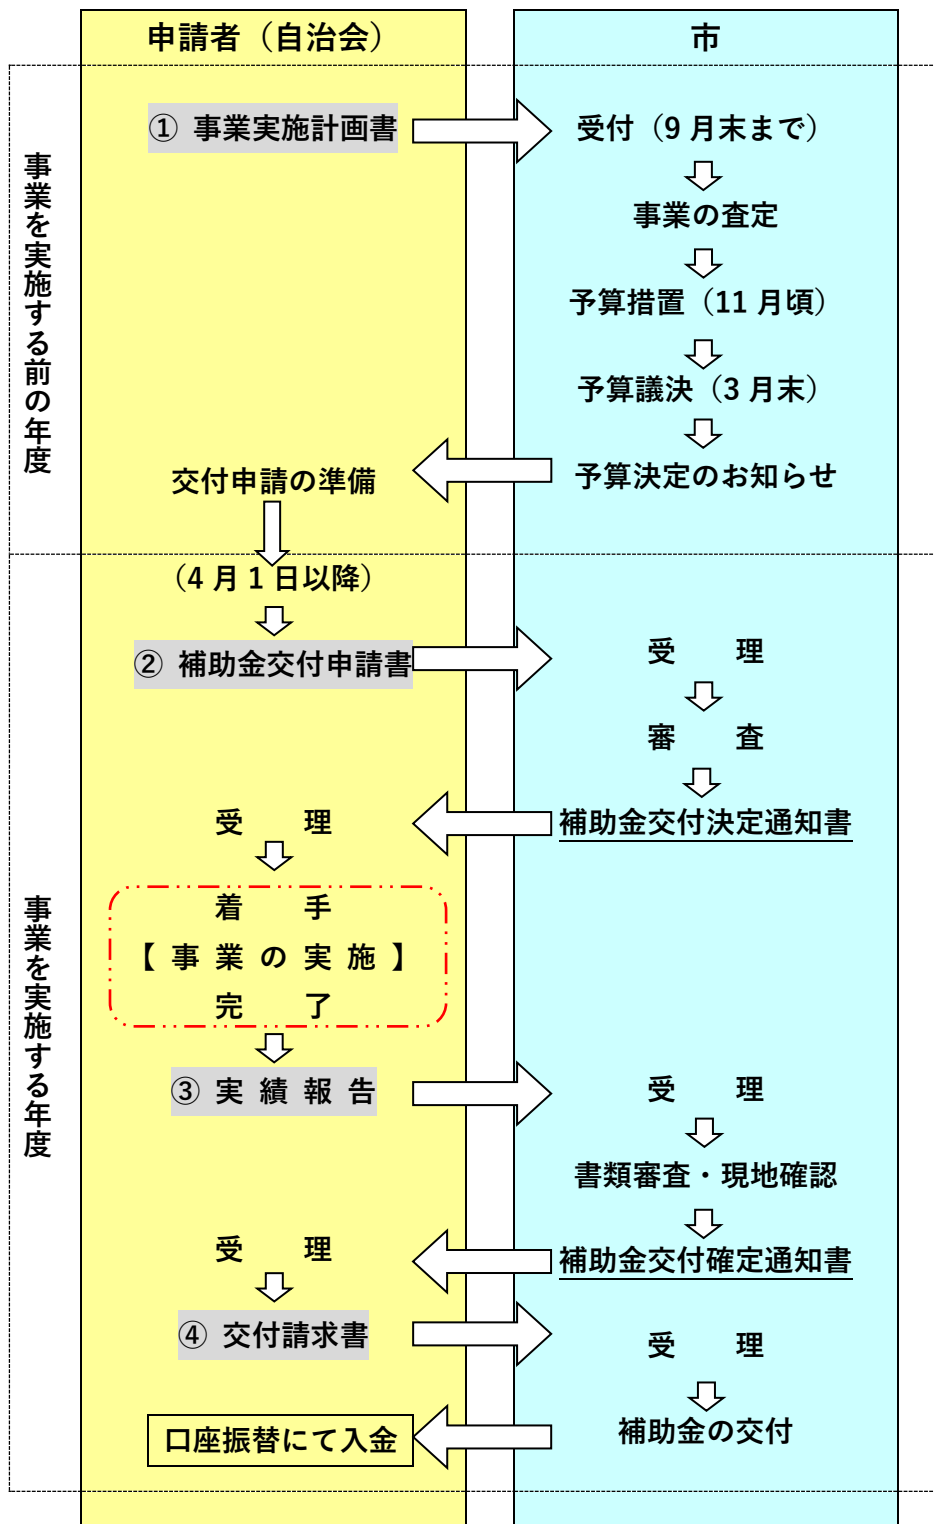 申請者（自治会）
市
事業を実施する前の年度
① 事業実施計画書
受付（9 月末まで）
事業の査定
予算措置（11 月頃）
予算議決（3 月末）
予算決定のお知らせ
交付申請の準備
事業を実施する年度
（4 月 1 日以降）
② 補助金交付申請書
受　　理
審　　査
補助金交付決定通知書
受　　理
着　　手
【 事 業 の 実 施 】
完　　了
③ 実 績 報 告
受　　理
書類審査・現地確認
補助金交付確定通知書
受　　理
④ 交付請求書
受　　理
補助金の交付
口座振替にて入金